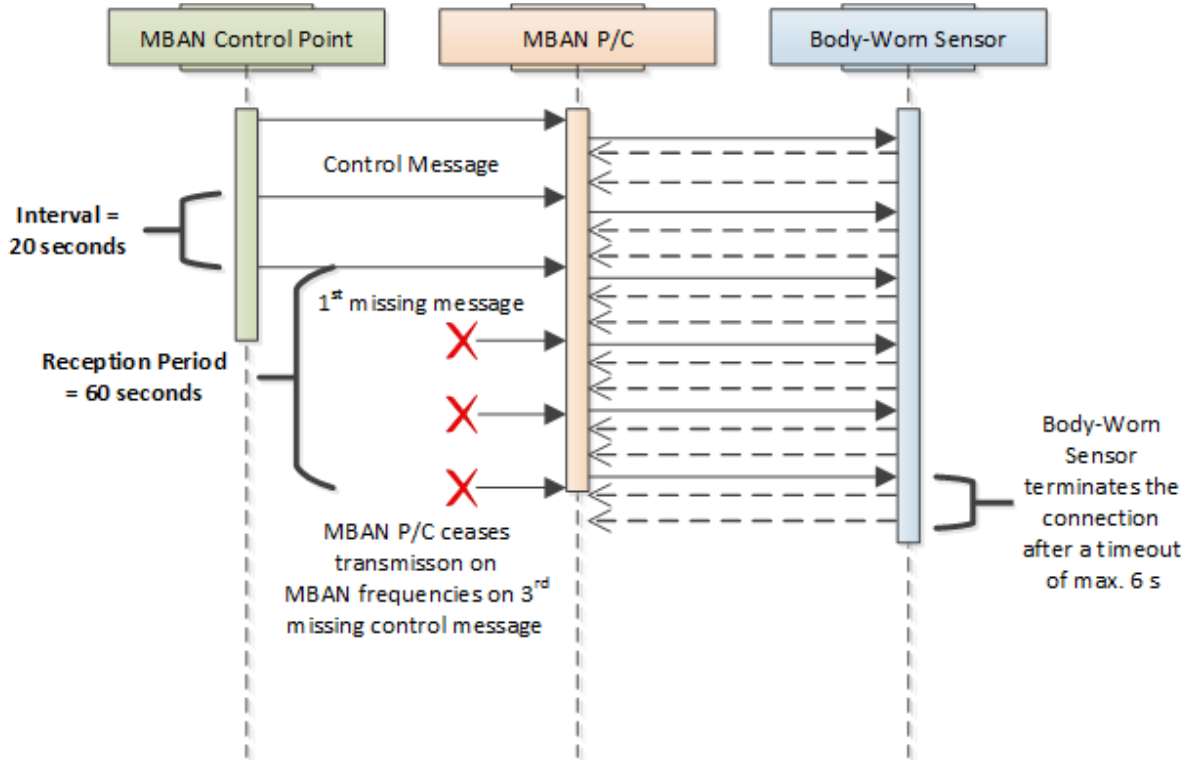 MBAN Control Point
MBAN P/C
Body-Worn Sensor
Control Message
Interval =
20 seconds
1st missing message
Reception Period
= 60 seconds
MBAN P/C ceases
transmisson on
MBAN frequencies on 3rd
missing control message
Body-Worn
Sensor
terminates the
connection
after a timeout
of max. 6 s